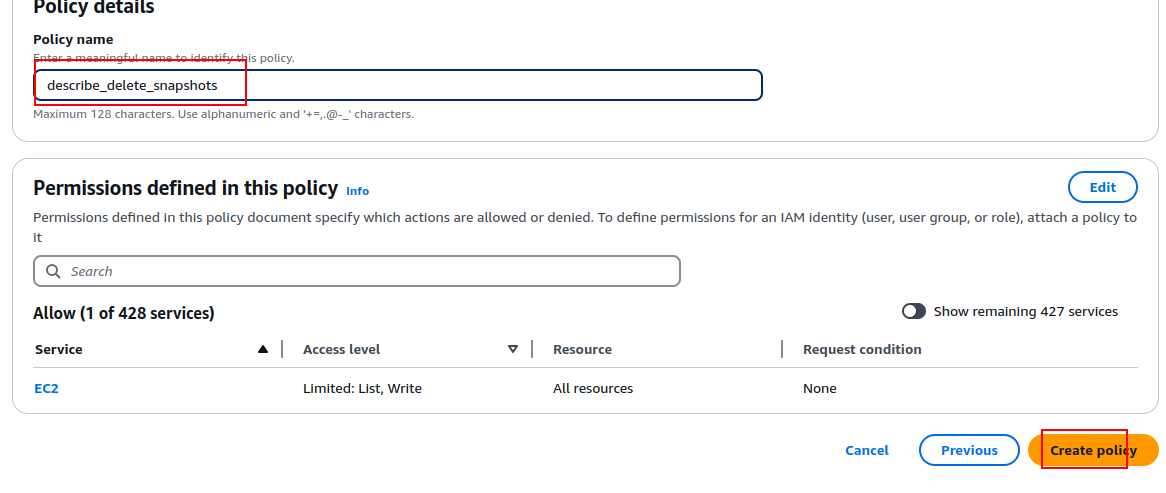 Policy details
Policy name
Enter a meaningful name to identify this policy.
describe_delete_snapshots
Maximum 128 characters. Use alphanumeric and '+=,.@-_' characters.
Permissions defined in this policy Info
Edit
Permissions defined in this policy document specify which actions are allowed or denied. To define permissions for an IAM identity (user, user group, or role), attach a policy to
it
Search
Allow (1 of 428 services)
Show remaining 427 services
Service Access level Resource Request condition
EC2 Limited: List, Write All resources None
Cancel Previous Create policy